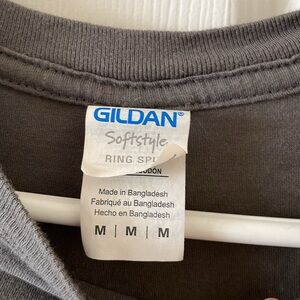 GILDAN®
Softstyle
RING
Made in Bangladesh
Fabriqué au Bangladesh
Hecho en Bangladesh
M | M | M